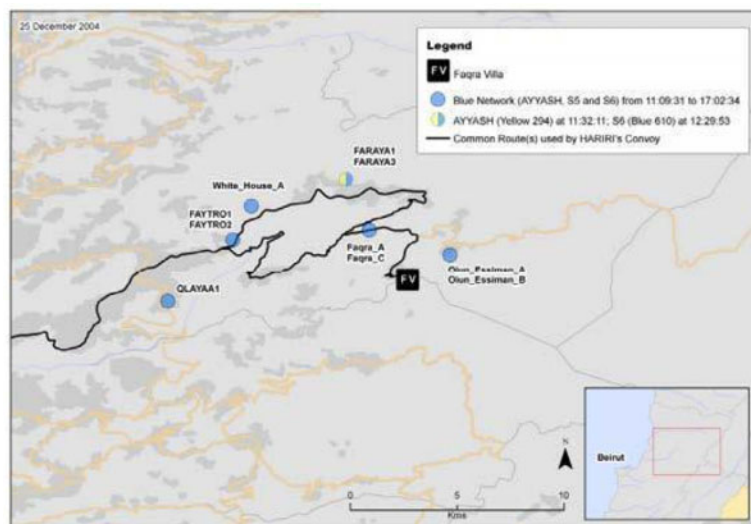 25 December 2004
Legend
FV
Faqra Villa
Blue Network (AYYASH, S5 and S6) from 11:09:31 to 17:02:34
AYYASH (Yellow 294) at 11:32:11; S6 (Blue 610) at 12:29:53
Common Route(s) used by HARIRI's Convoy
FARAYA1
FARAYA3
White_House_A
FAYTRO1
FAYTRO2
Faqra_A
Faqra_C
Oiun_Essiman_A
Oiun_Essiman_B
FV
QLAYAA1
Beirut
0 5 10
Kms